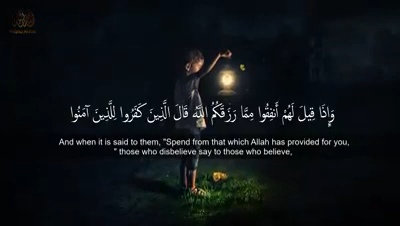 وَإِذَا قِيلَ لَهُمْ أَنفِقُوا مِمَّا رَزَقَكُمُ اللَّهُ قَالَ الَّذِينَ كَفَرُوا لِلَّذِينَ آمَنُوا
And when it is said to them, "Spend from that which Allah has provided for you,
" those who disbelieve say to those who believe,